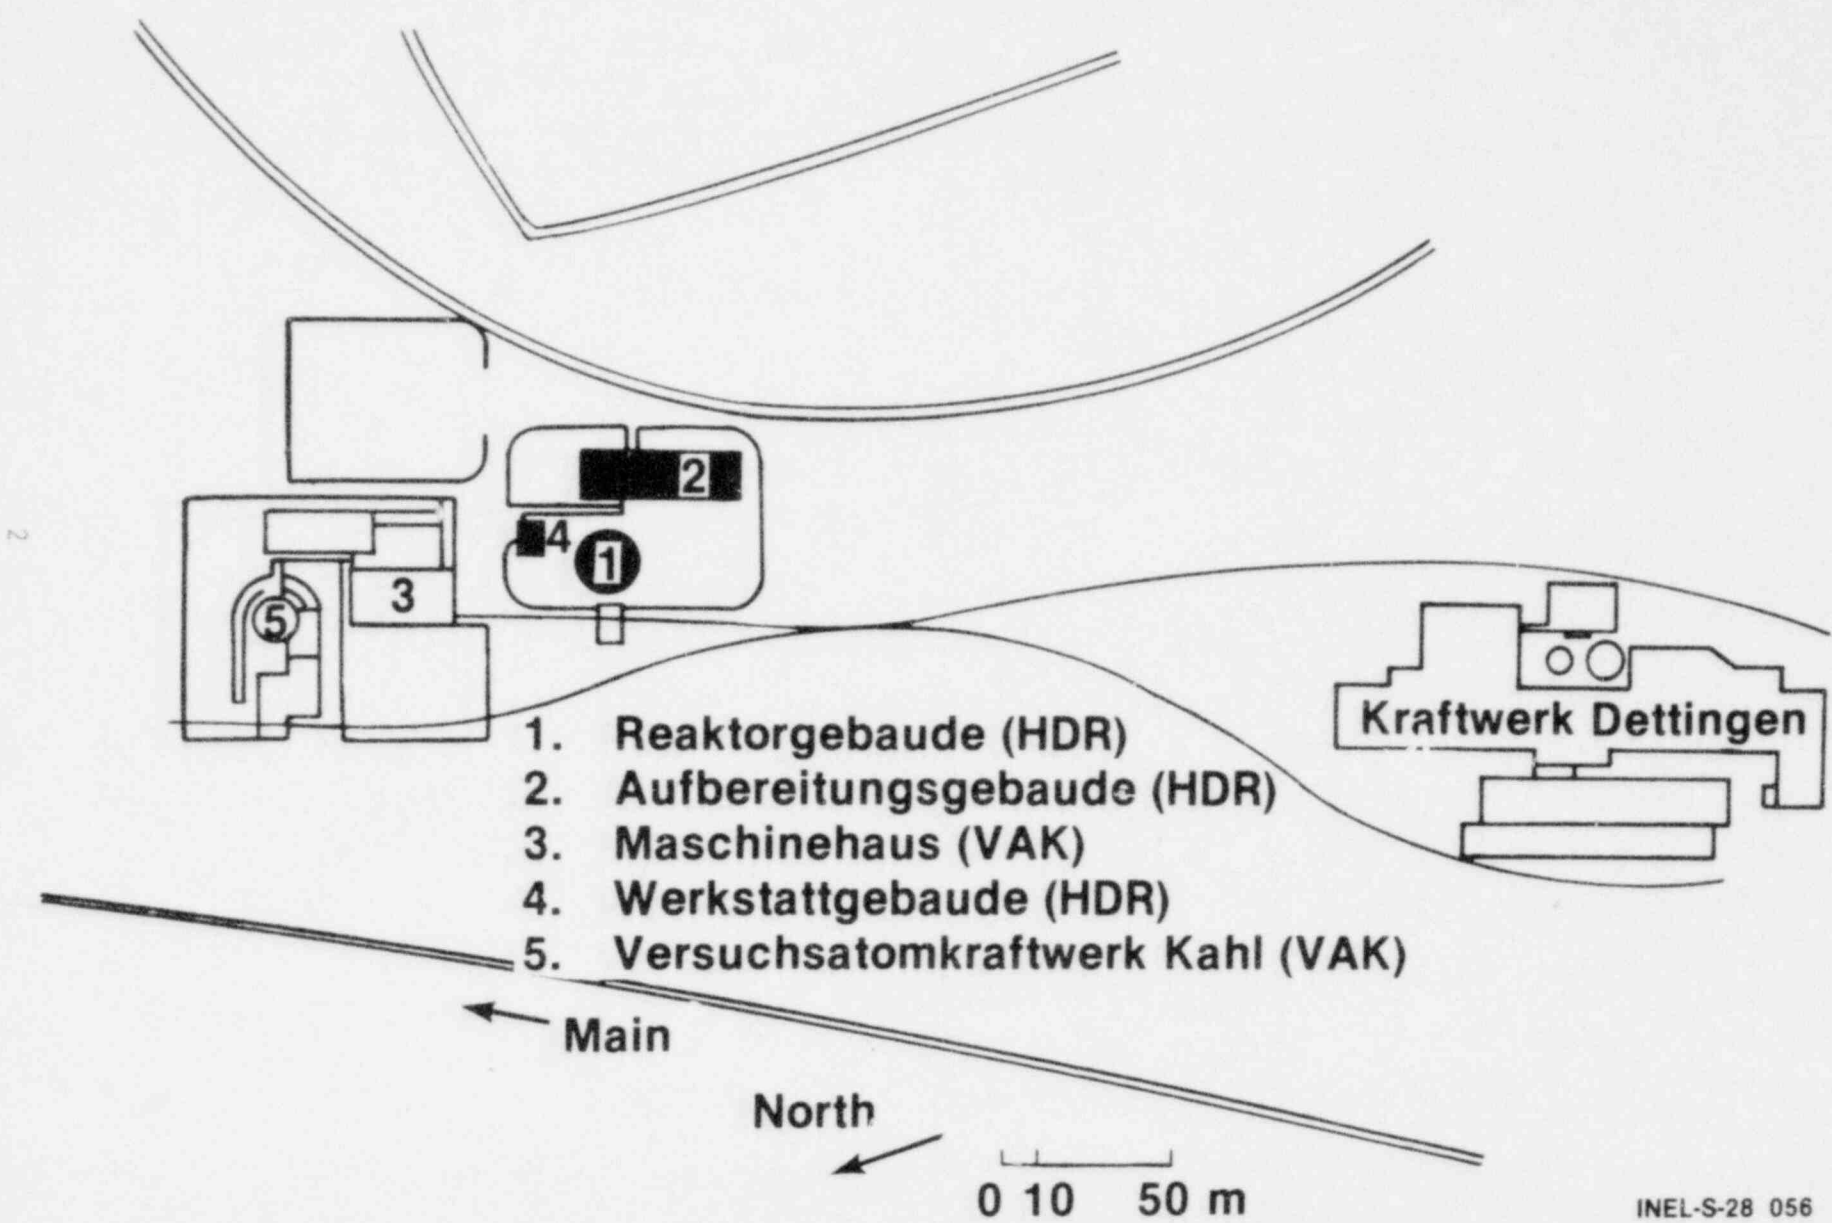 2
4
1
3
5
Kraftwerk Dettingen
1. Reaktorgebaude (HDR)
2. Aufbereitungsgebaude (HDR)
3. Maschinehaus (VAK)
4. Werkstattgebaude (HDR)
5. Versuchsatomkraftwerk Kahl (VAK)
Main
North
0 10 50 m
INEL-S-28 056
2